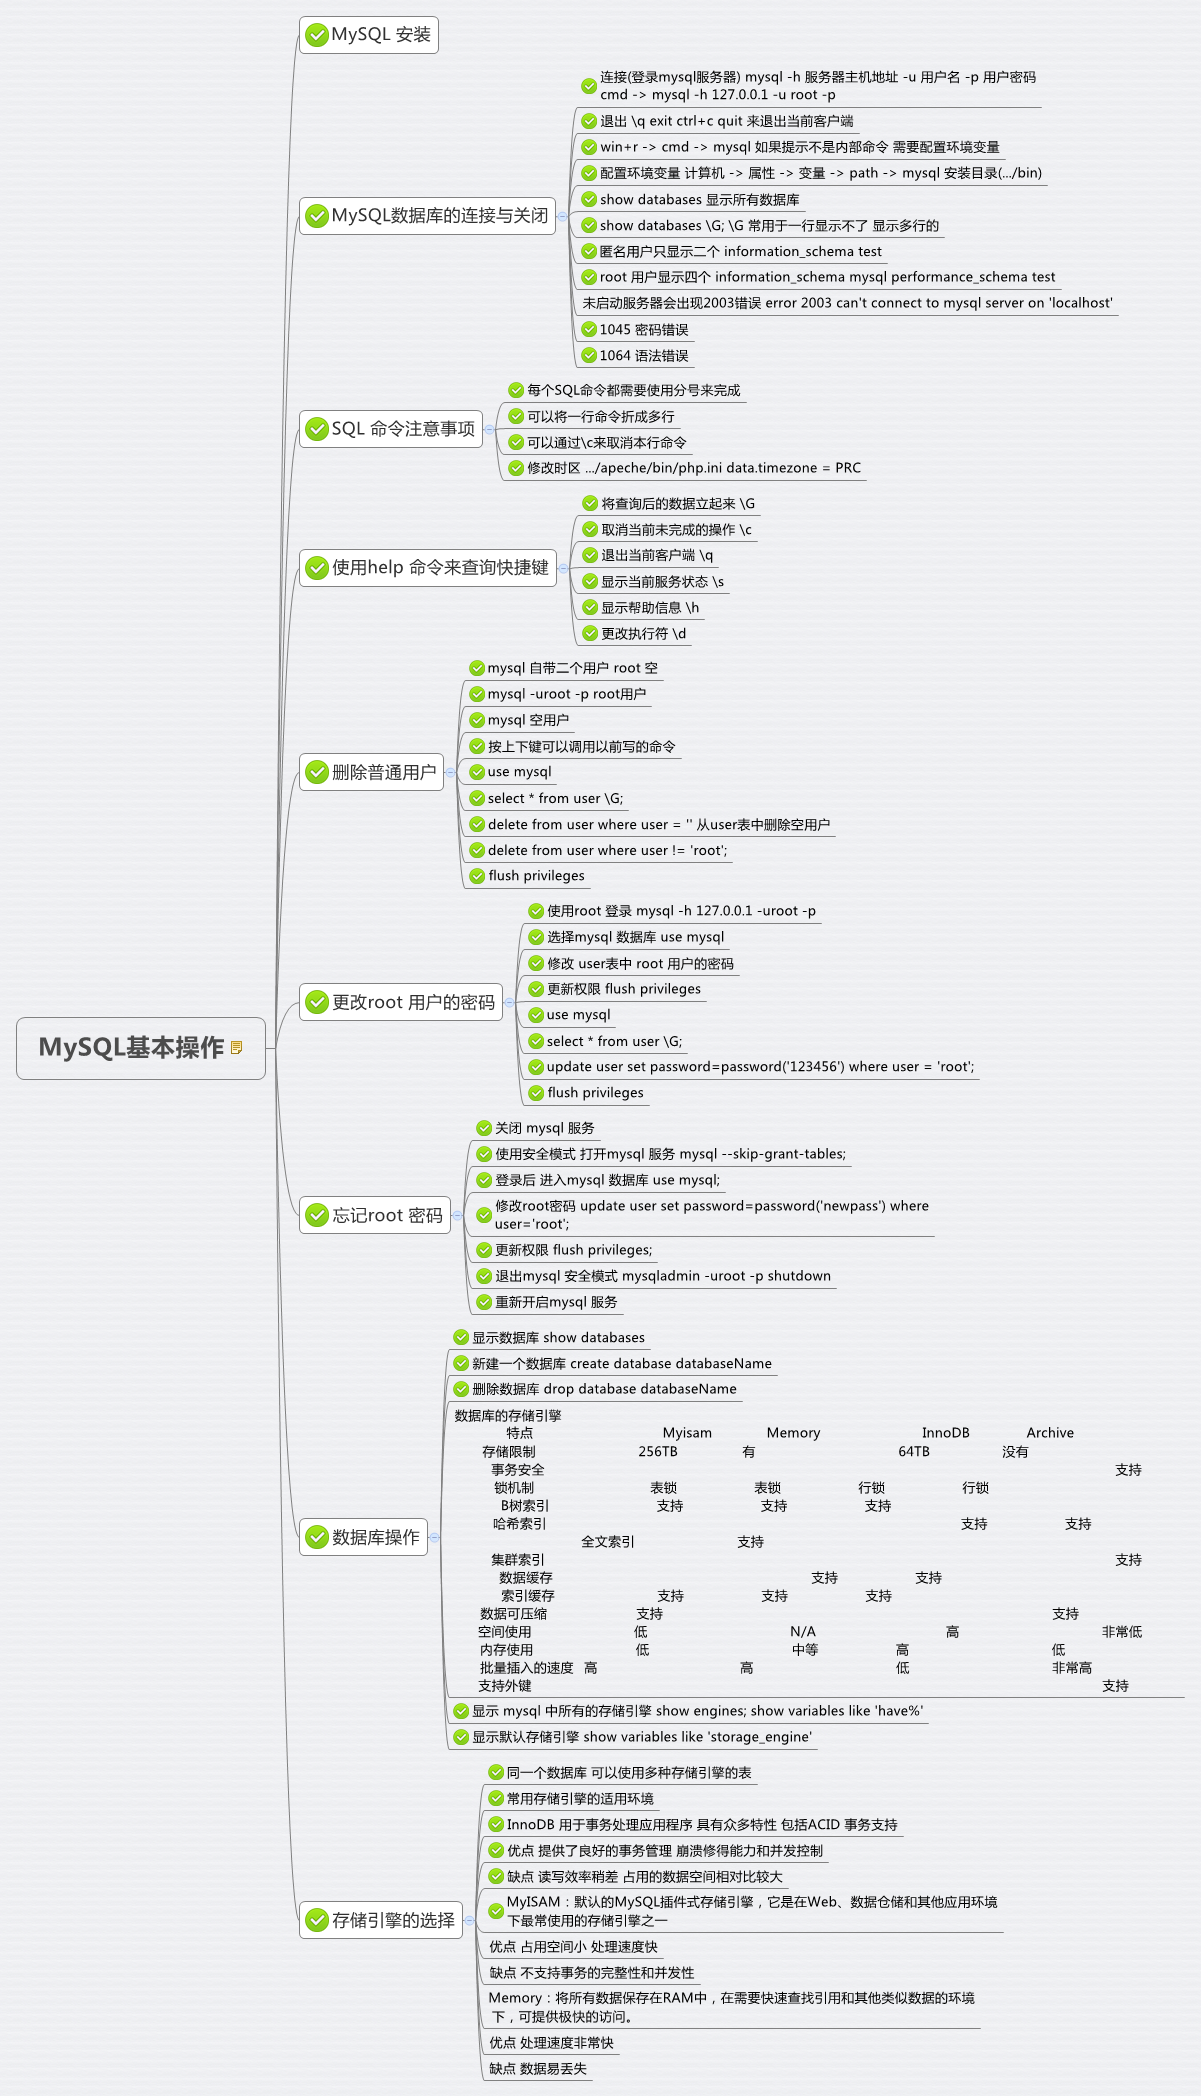 MySQL 安装
连接(登录mysql服务器) mysql -h 服务器主机地址 -u 用户名 -p 用户密码
cmd -> mysql -h 127.0.0.1 -u root -p
退出 \q exit ctrl+c quit 来退出当前客户端
win+r -> cmd -> mysql 如果提示不是内部命令 需要配置环境变量
配置环境变量 计算机 -> 属性 -> 变量 -> path -> mysql 安装目录(.../bin)
MySQL数据库的连接与关闭
show databases 显示所有数据库
show databases \G; \G 常用于一行显示不了 显示多行的
匿名用户只显示二个 information_schema test
root 用户显示四个 information_schema mysql performance_schema test
未启动服务器会出现2003错误 error 2003 can't connect to mysql server on 'localhost'
1045 密码错误
1064 语法错误
SQL 命令注意事项
每个SQL命令都需要使用分号来完成
可以将一行命令折成多行
可以通过\c来取消本行命令
修改时区 .../apeche/bin/php.ini data.timezone = PRC
使用help 命令来查询快捷键
将查询后的数据立起来 \G
取消当前未完成的操作 \c
退出当前客户端 \q
显示当前服务状态 \s
显示帮助信息 \h
更改执行符 \d
删除普通用户
mysql 自带二个用户 root 空
mysql -uroot -p root用户
mysql 空用户
按上下键可以调用以前写的命令
use mysql
select * from user \G;
delete from user where user = '' 从user表中删除空用户
delete from user where user != 'root';
flush privileges
更改root 用户的密码
使用root 登录 mysql -h 127.0.0.1 -uroot -p
选择mysql 数据库 use mysql
修改 user表中 root 用户的密码
更新权限 flush privileges
use mysql
select * from user \G;
update user set password=password('123456') where user = 'root';
flush privileges
MySQL基本操作
忘记root 密码
关闭 mysql 服务
使用安全模式 打开mysql 服务 mysql --skip-grant-tables;
登录后 进入mysql 数据库 use mysql;
修改root密码 update user set password=password('newpass') where
user='root';
更新权限 flush privileges;
退出mysql 安全模式 mysqladmin -uroot -p shutdown
重新开启mysql 服务
数据库操作
显示数据库 show databases
新建一个数据库 create database databaseName
删除数据库 drop database databaseName
数据库的存储引擎
特点 Myisam Memory InnoDB Archive
存储限制 256TB 有 64TB 没有
事务安全 支持
锁机制 表锁 表锁 行锁 行锁
B树索引 支持 支持 支持
哈希索引 支持 支持
全文索引 支持
集群索引 支持
数据缓存 支持 支持
索引缓存 支持 支持 支持
数据可压缩 支持 支持
空间使用 低 N/A 高 非常低
内存使用 低 中等 高 低
批量插入的速度 高 高 低 非常高
支持外键 支持
显示 mysql 中所有的存储引擎 show engines; show variables like 'have%'
显示默认存储引擎 show variables like 'storage_engine'
存储引擎的选择
同一个数据库 可以使用多种存储引擎的表
常用存储引擎的适用环境
InnoDB 用于事务处理应用程序 具有众多特性 包括ACID 事务支持
优点 提供了良好的事务管理 崩溃修得能力和并发控制
缺点 读写效率稍差 占用的数据空间相对比较大
MyISAM：默认的MySQL插件式存储引擎，它是在Web、数据仓储和其他应用环境
下最常使用的存储引擎之一
优点 占用空间小 处理速度快
缺点 不支持事务的完整性和并发性
Memory：将所有数据保存在RAM中，在需要快速查找引用和其他类似数据的环境
下，可提供极快的访问。
优点 处理速度非常快
缺点 数据易丢失